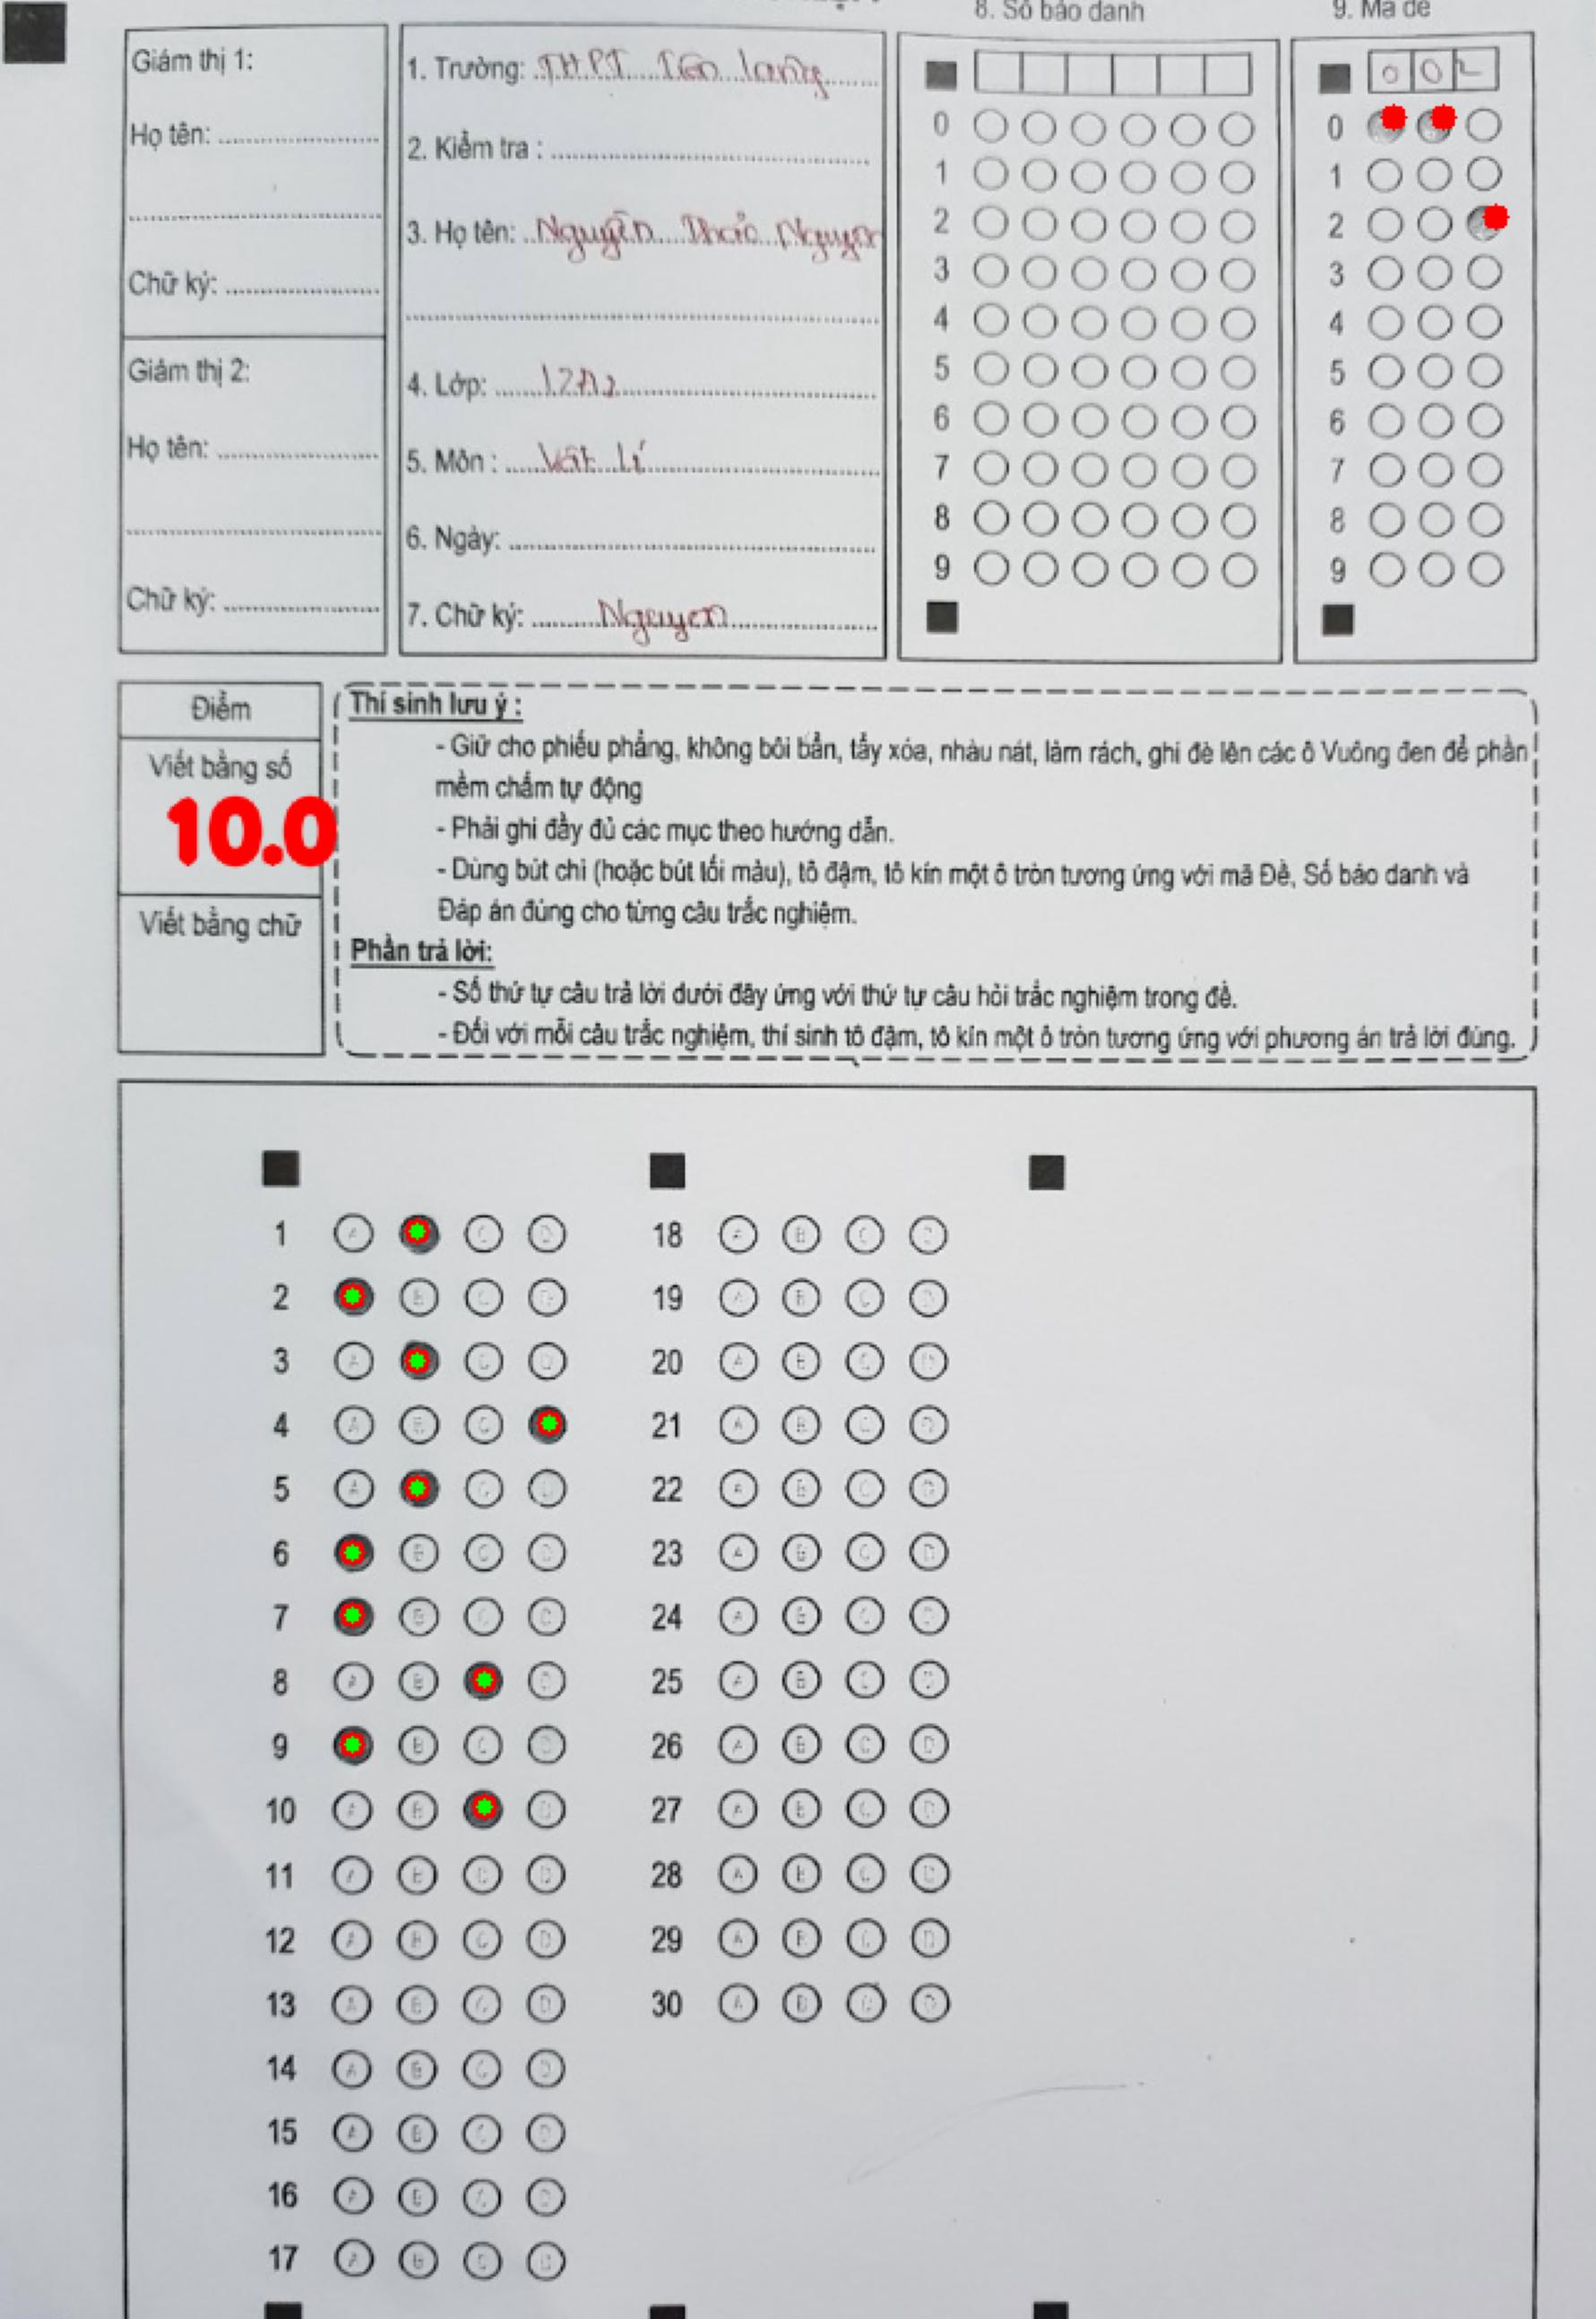 8. Số báo danh
9. Mã đề
Giám thị 1:
Họ tên:
Chữ ký:
Giám thị 2:
Họ tên:
Chữ ký:
1. Trường: THPT Tiên Lãng
2. Kiểm tra :
3. Họ tên: Nguyễn Thảo Nguyên
4. Lớp: 12A2
5. Môn : Vật lí
6. Ngày:
7. Chữ ký: Nguyen
0
1
2
3
4
5
6
7
8
9
0 0 2
0
1
2
3
4
5
6
7
8
9
Điểm
Viết bằng số
10.0
Viết bằng chữ
Thí sinh lưu ý :
- Giữ cho phiếu phẳng, không bôi bẩn, tẩy xóa, nhàu nát, làm rách, ghi đè lên các ô Vuông đen để phần
mềm chấm tự động
- Phải ghi đầy đủ các mục theo hướng dẫn.
- Dùng bút chì (hoặc bút tối màu), tô đậm, tô kín một ô tròn tương ứng với mã Đề, Số báo danh và
Đáp án đúng cho từng câu trắc nghiệm.
Phần trả lời:
- Số thứ tự câu trả lời dưới đây ứng với thứ tự câu hỏi trắc nghiệm trong đề.
- Đối với mỗi câu trắc nghiệm, thí sinh tô đậm, tô kín một ô tròn tương ứng với phương án trả lời đúng.
1 A C D
2 B C D
3 A C D
4 A B C
5 A C D
6 B C D
7 B C D
8 A B D
9 B C D
10 A B D
11 A B C D
12 A B C D
13 A B C D
14 A B C D
15 A B C D
16 A B C D
17 A B C D
18 A B C D
19 A B C D
20 A B C D
21 A B C D
22 A B C D
23 A B C D
24 A B C D
25 A B C D
26 A B C D
27 A B C D
28 A B C D
29 A B C D
30 A B C D